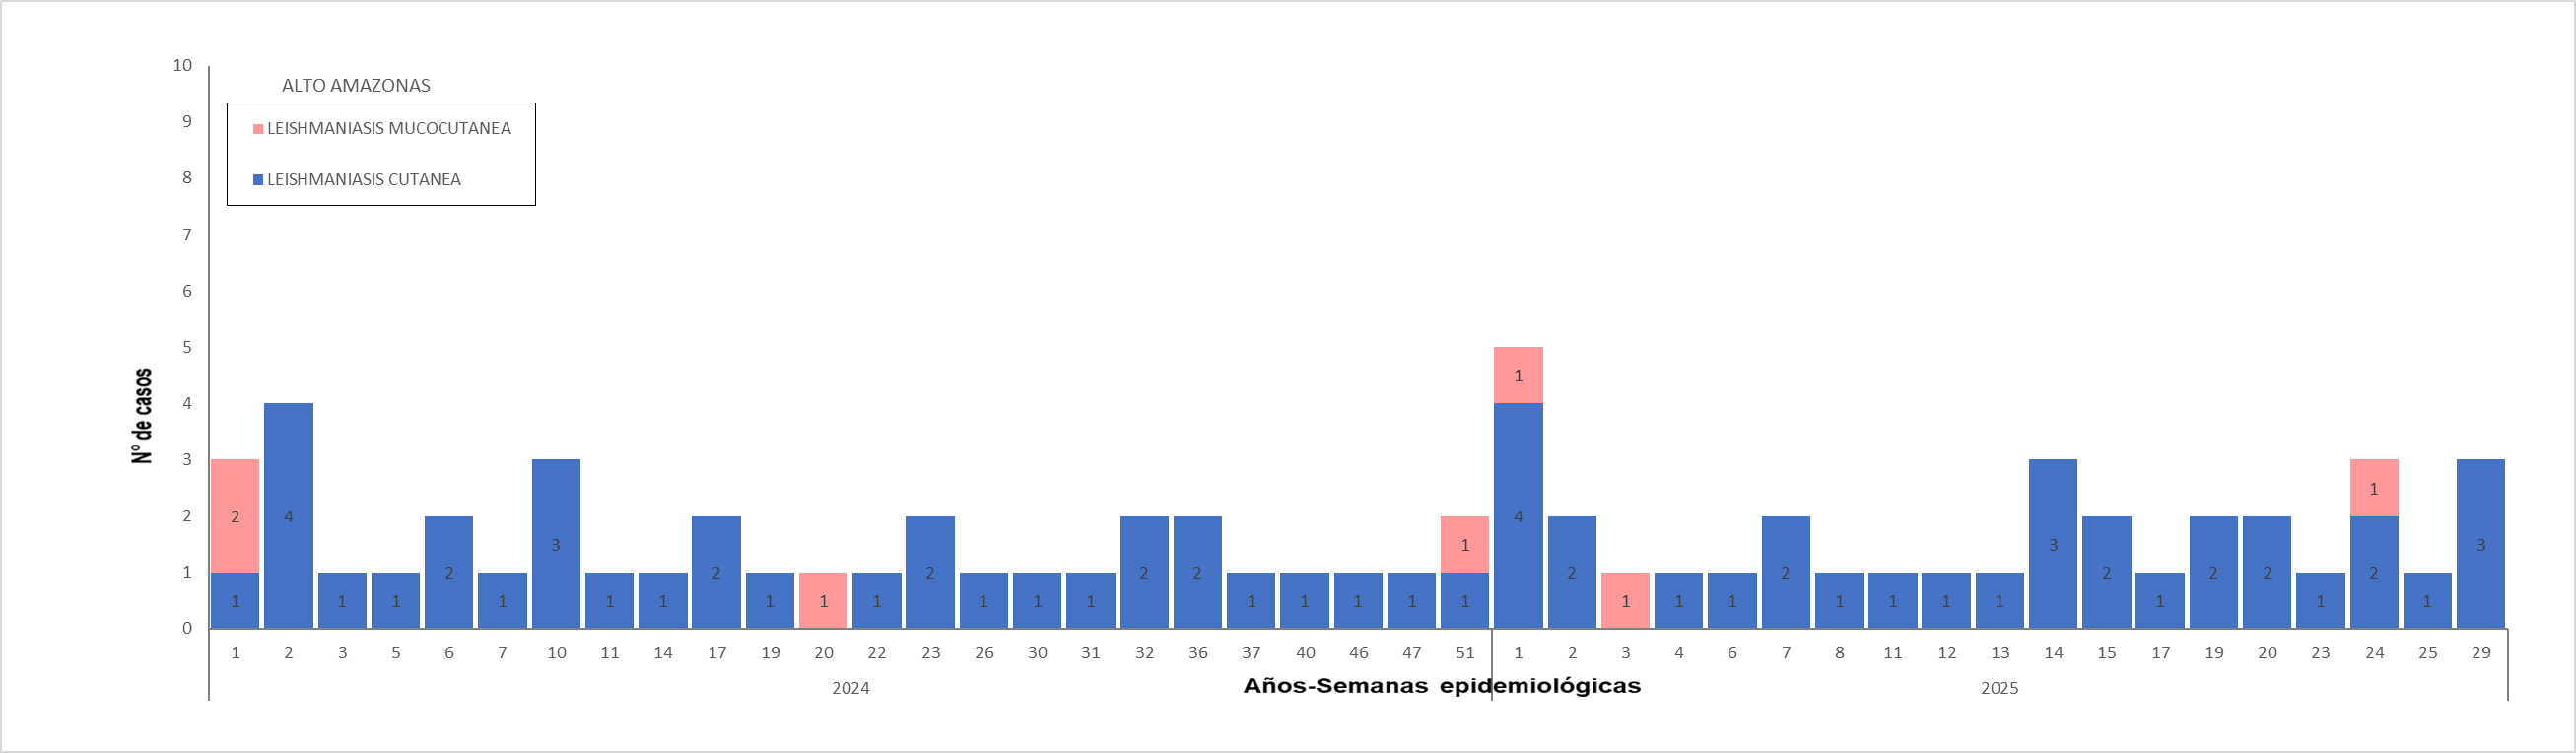 ALTO AMAZONAS
LEISHMANIASIS MUCOCUTANEA
LEISHMANIASIS CUTANEA
N° de casos
10
9
8
7
6
5
4
3
2
1
0
2 4 1 1 2 1 3 1 1 2 1 1 1 2 1 1 1 2 2 1 1 1 1 1 1 1 4 2 1 1 1 2 1 1 1 1 3 2 1 2 2 1 1 2 1 3
1
1 2 3 5 6 7 10 11 14 17 19 20 22 23 26 30 31 32 36 37 40 46 47 51 1 2 3 4 6 7 8 11 12 13 14 15 17 19 20 23 24 25 29
2024 2025
Años-Semanas epidemiológicas